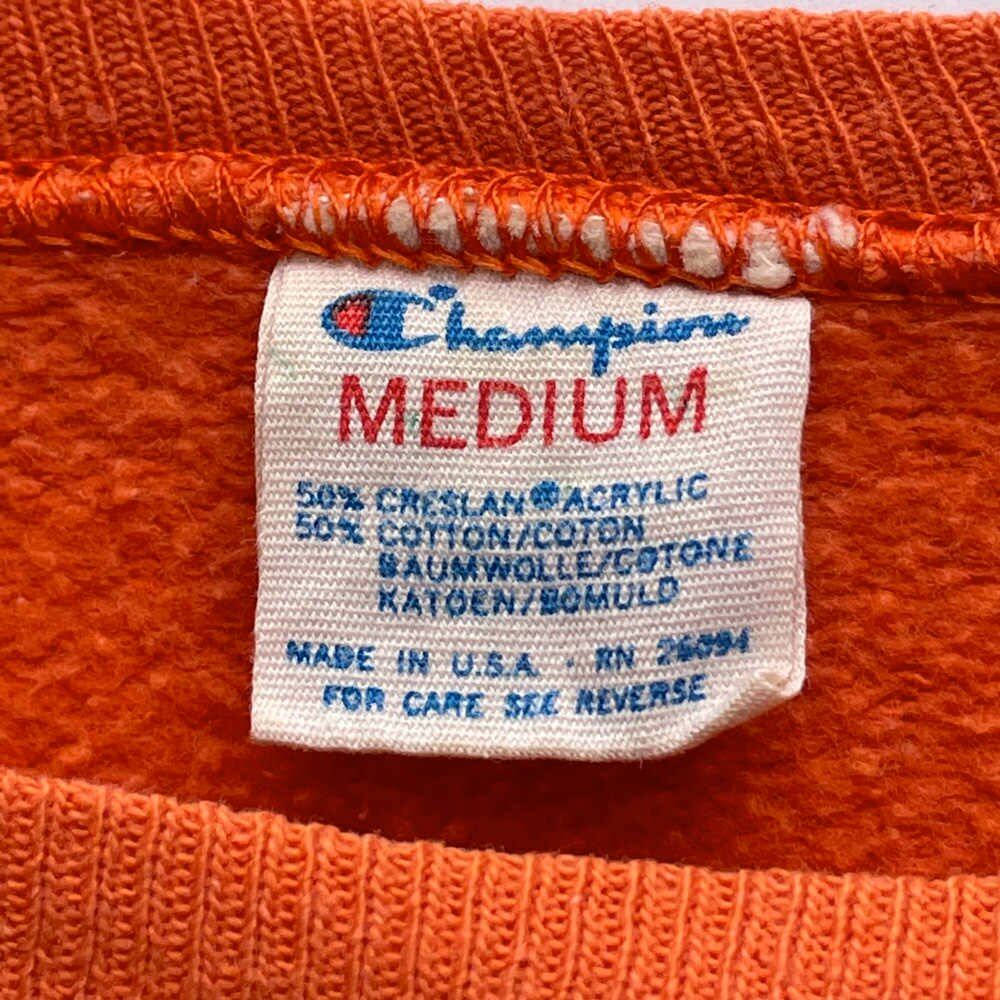 Champion
MEDIUM
50% CRESLAN® ACRYLIC
50% COTTON/COTON
BAUMWOLLE/COTONE
KATOEN/BOMULD
MADE IN U.S.A. · RN 26094
FOR CARE SEE REVERSE